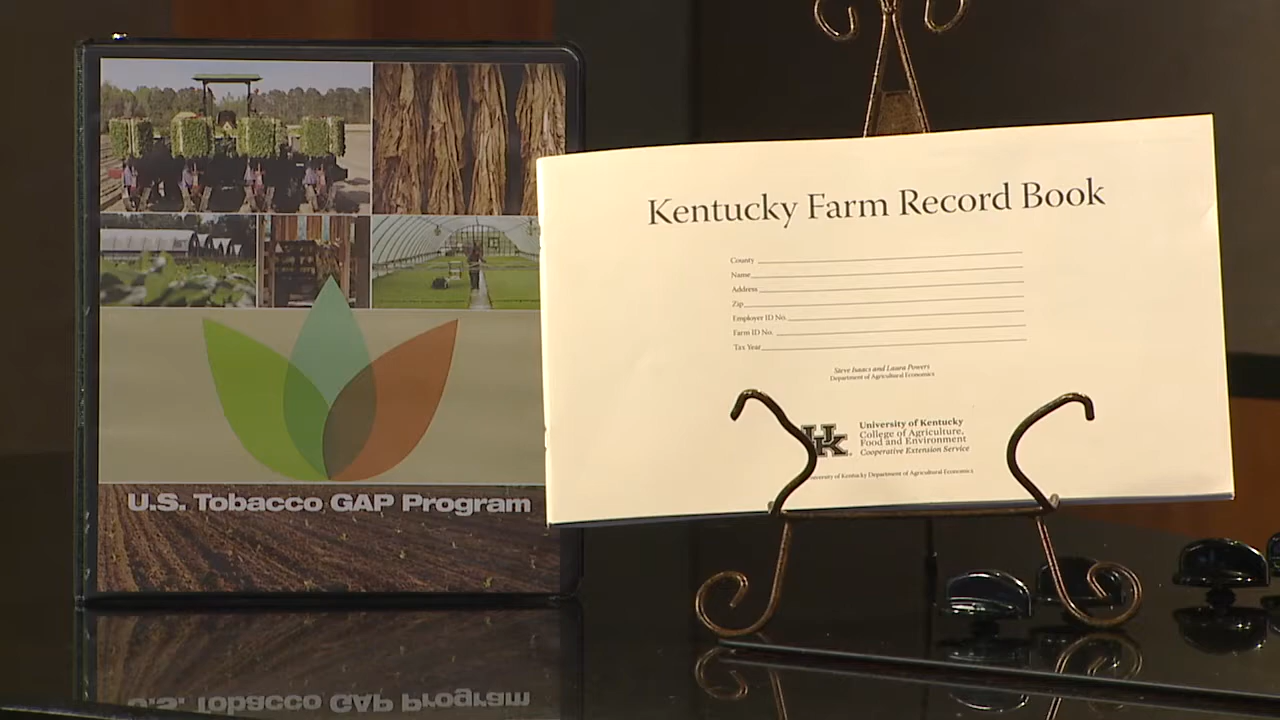 U.S. Tobacco GAP Program
Kentucky Farm Record Book
County
Name
Address
Zip
Employer ID No.
Farm ID No.
Tax Year
Steve Isaacs and Laura Powers
Department of Agricultural Economics
UK
University of Kentucky
College of Agriculture,
Food and Environment
Cooperative Extension Service
University of Kentucky Department of Agricultural Economics